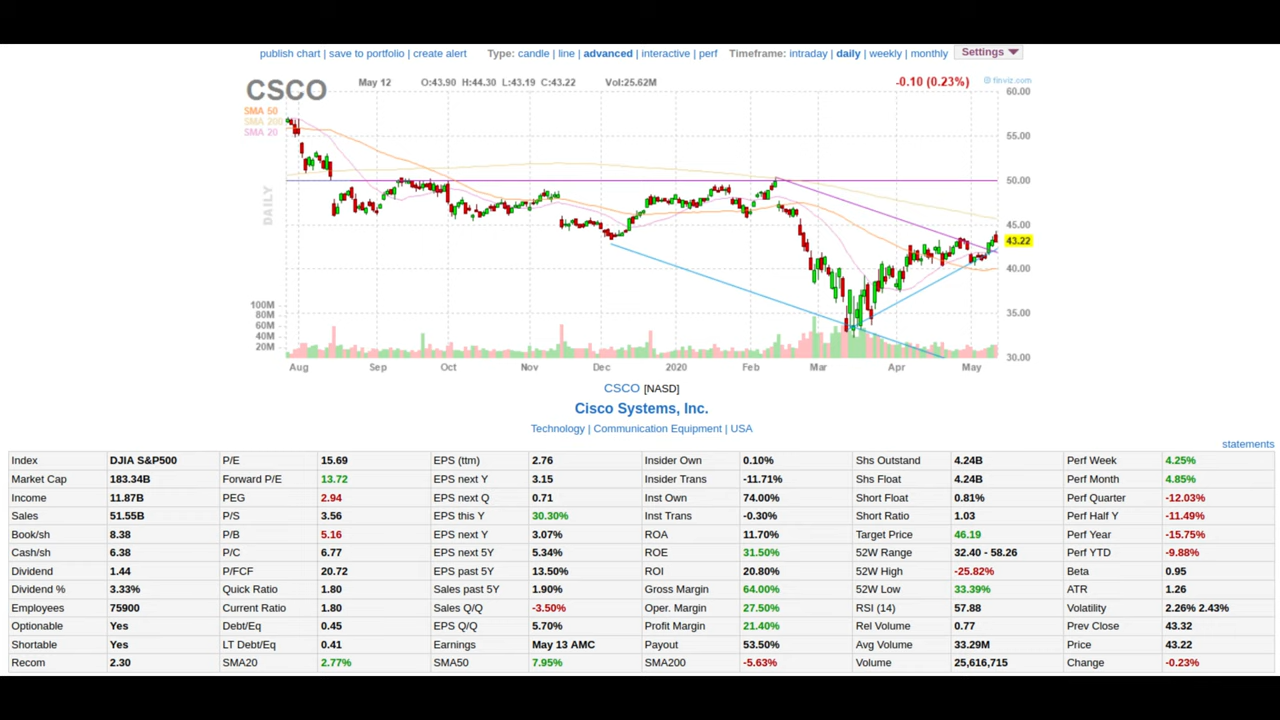 publish chart | save to portfolio | create alert Type: candle | line | advanced | interactive | perf Timeframe: intraday | daily | weekly | monthly Settings
CSCO May 12 O:43.90 H:44.30 L:43.19 C:43.22 Vol:25.62M -0.10 (0.23%) © finviz.com
SMA 50
SMA 200
SMA 20
DAILY
60.00
55.00
50.00
45.00
43.22
40.00
35.00
30.00
100M
80M
60M
40M
20M
Aug Sep Oct Nov Dec 2020 Feb Mar Apr May
CSCO [NASD]
Cisco Systems, Inc.
Technology | Communication Equipment | USA
statements
Index DJIA S&P500 P/E 15.69 EPS (ttm) 2.76 Insider Own 0.10% Shs Outstand 4.24B Perf Week 4.25%
Market Cap 183.34B Forward P/E 13.72 EPS next Y 3.15 Insider Trans -11.71% Shs Float 4.24B Perf Month 4.85%
Income 11.87B PEG 2.94 EPS next Q 0.71 Inst Own 74.00% Short Float 0.81% Perf Quarter -12.03%
Sales 51.55B P/S 3.56 EPS this Y 30.30% Inst Trans -0.30% Short Ratio 1.03 Perf Half Y -11.49%
Book/sh 8.38 P/B 5.16 EPS next Y 3.07% ROA 11.70% Target Price 46.19 Perf Year -15.75%
Cash/sh 6.38 P/C 6.77 EPS next 5Y 5.34% ROE 31.50% 52W Range 32.40 - 58.26 Perf YTD -9.88%
Dividend 1.44 P/FCF 20.72 EPS past 5Y 13.50% ROI 20.80% 52W High -25.82% Beta 0.95
Dividend % 3.33% Quick Ratio 1.80 Sales past 5Y 1.90% Gross Margin 64.00% 52W Low 33.39% ATR 1.26
Employees 75900 Current Ratio 1.80 Sales Q/Q -3.50% Oper. Margin 27.50% RSI (14) 57.88 Volatility 2.26% 2.43%
Optionable Yes Debt/Eq 0.45 EPS Q/Q 5.70% Profit Margin 21.40% Rel Volume 0.77 Prev Close 43.32
Shortable Yes LT Debt/Eq 0.41 Earnings May 13 AMC Payout 53.50% Avg Volume 33.29M Price 43.22
Recom 2.30 SMA20 2.77% SMA50 7.95% SMA200 -5.63% Volume 25,616,715 Change -0.23%